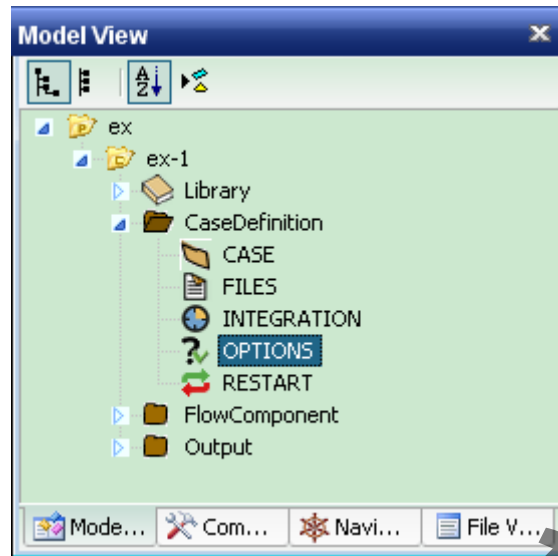 Model View
ex
ex-1
Library
CaseDefinition
CASE
FILES
INTEGRATION
OPTIONS
RESTART
FlowComponent
Output
Mode... Com... Navi... File V...